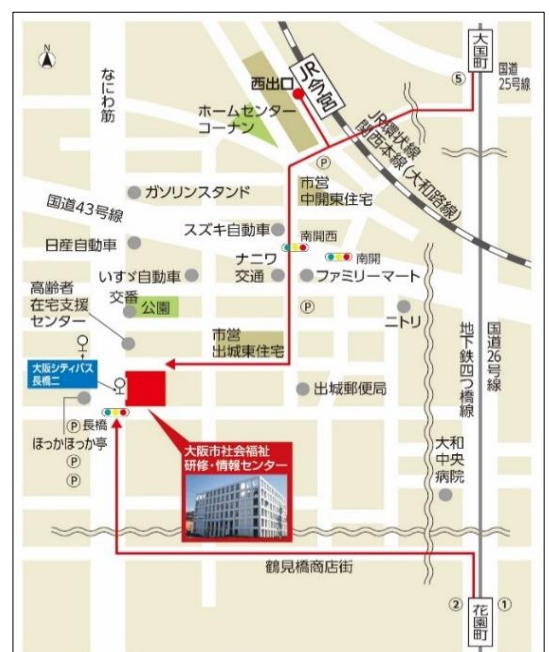 N
なにわ筋
大国町
⑤
国道
25号線
西出口
JR今宮
ホームセンター
コーナン
JR環状線
関西本線(大和路線)
Ⓟ
市営
中開東住宅
ガソリンスタンド
国道43号線
スズキ自動車
日産自動車
南開西
南開
ナニワ
交通
いすゞ自動車
ファミリーマート
高齢者
在宅支援
センター
交番
公園
Ⓟ
ニトリ
市営
出城東住宅
国道26号線
地下鉄四つ橋線
大阪シティバス
長橋二
出城郵便局
Ⓟ
長橋
ほっかほっか亭
Ⓟ
Ⓟ
大阪市社会福祉
研修・情報センター
大和
中央
病院
鶴見橋商店街
②
花園町
①